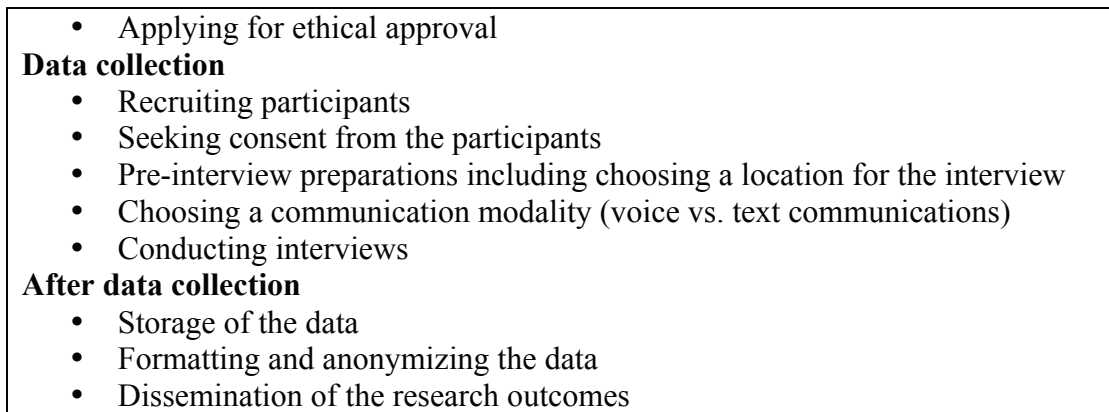 • Applying for ethical approval
Data collection
• Recruiting participants
• Seeking consent from the participants
• Pre-interview preparations including choosing a location for the interview
• Choosing a communication modality (voice vs. text communications)
• Conducting interviews
After data collection
• Storage of the data
• Formatting and anonymizing the data
• Dissemination of the research outcomes